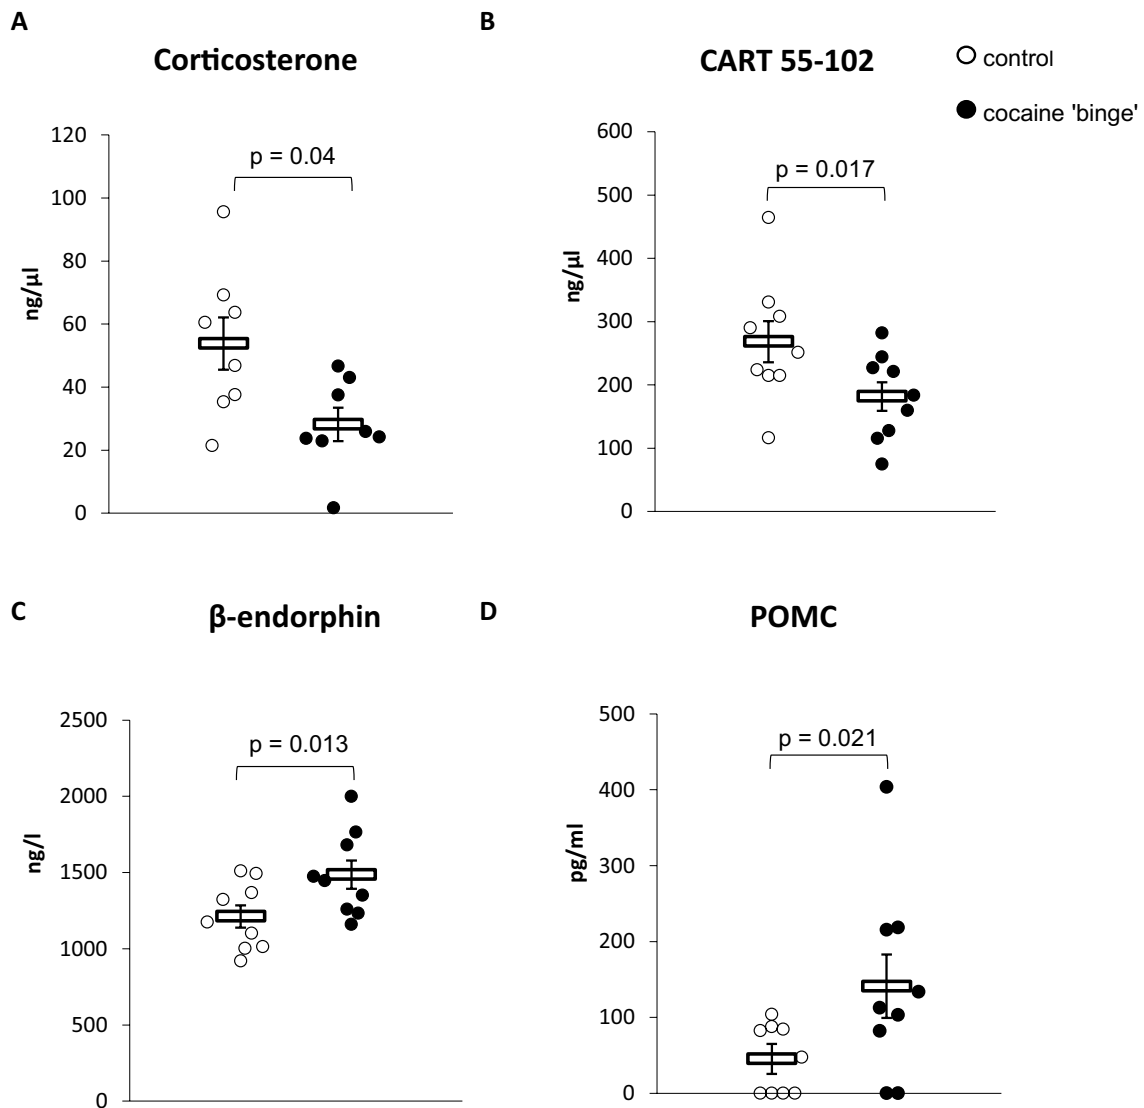 A
Corticosterone
120
100
80
60
40
20
0
ng/µl
p = 0.04
B
CART 55-102
600
500
400
300
200
100
0
ng/µl
p = 0.017
control
cocaine 'binge'
C
β-endorphin
2500
2000
1500
1000
500
0
ng/l
p = 0.013
D
POMC
500
400
300
200
100
0
pg/ml
p = 0.021